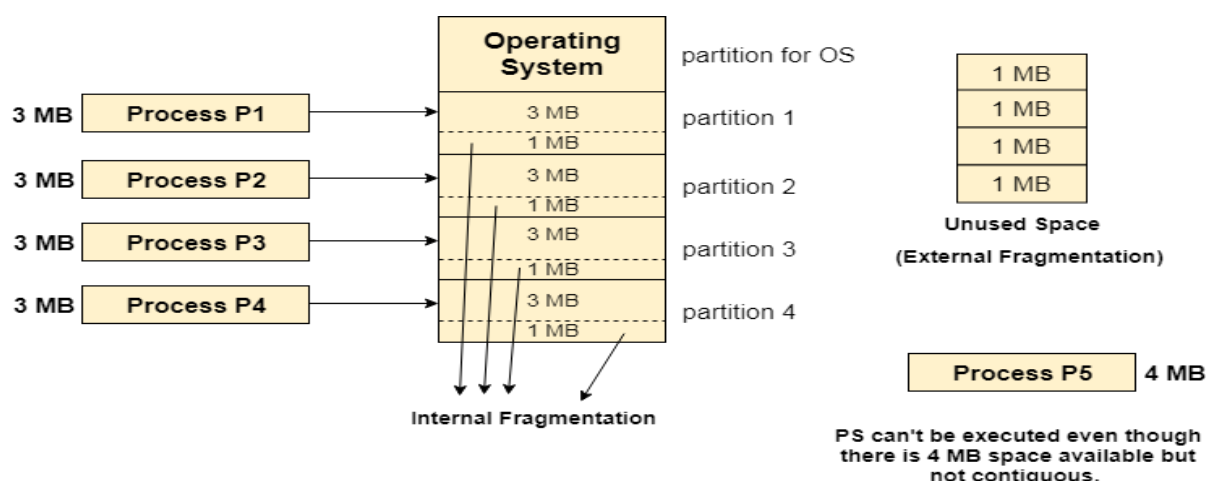 Operating
System
partition for OS
3 MB Process P1
3 MB
1 MB
partition 1
3 MB Process P2
3 MB
1 MB
partition 2
3 MB Process P3
3 MB
1 MB
partition 3
3 MB Process P4
3 MB
1 MB
partition 4
Internal Fragmentation
1 MB
1 MB
1 MB
1 MB
Unused Space
(External Fragmentation)
Process P5 4 MB
PS can't be executed even though
there is 4 MB space available but
not contiguous.